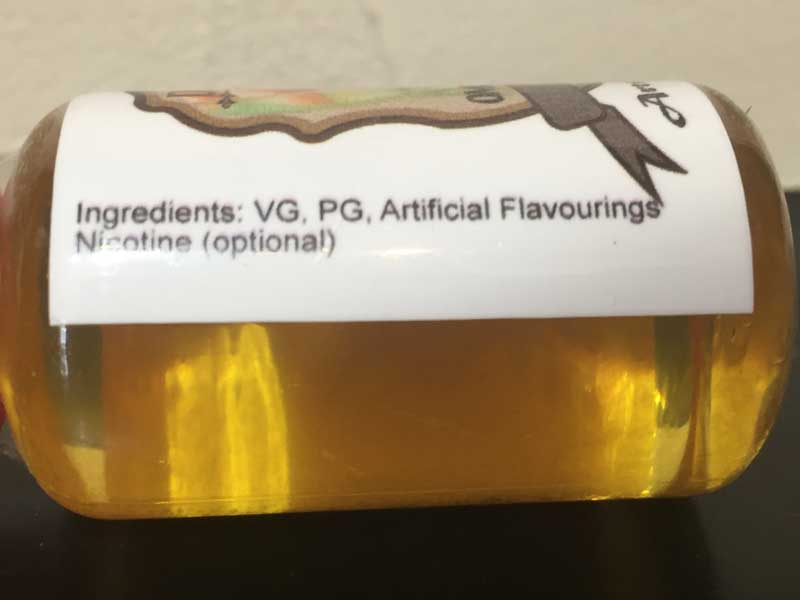 Ingredients: VG, PG, Artificial Flavourings
Nicotine (optional)